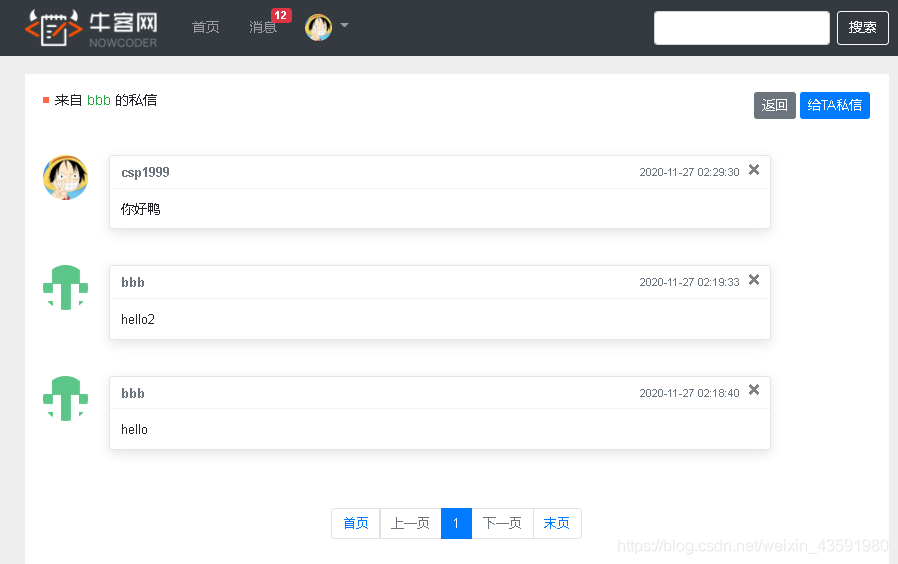 牛客网
NOWCODER
首页 消息 12
搜索
来自 bbb 的私信
返回 给TA私信
csp1999 2020-11-27 02:29:30 ×
你好鸭
bbb 2020-11-27 02:19:33 ×
hello2
bbb 2020-11-27 02:18:40 ×
hello
首页 上一页 1 下一页 末页
https://blog.csdn.net/weixin_43591980